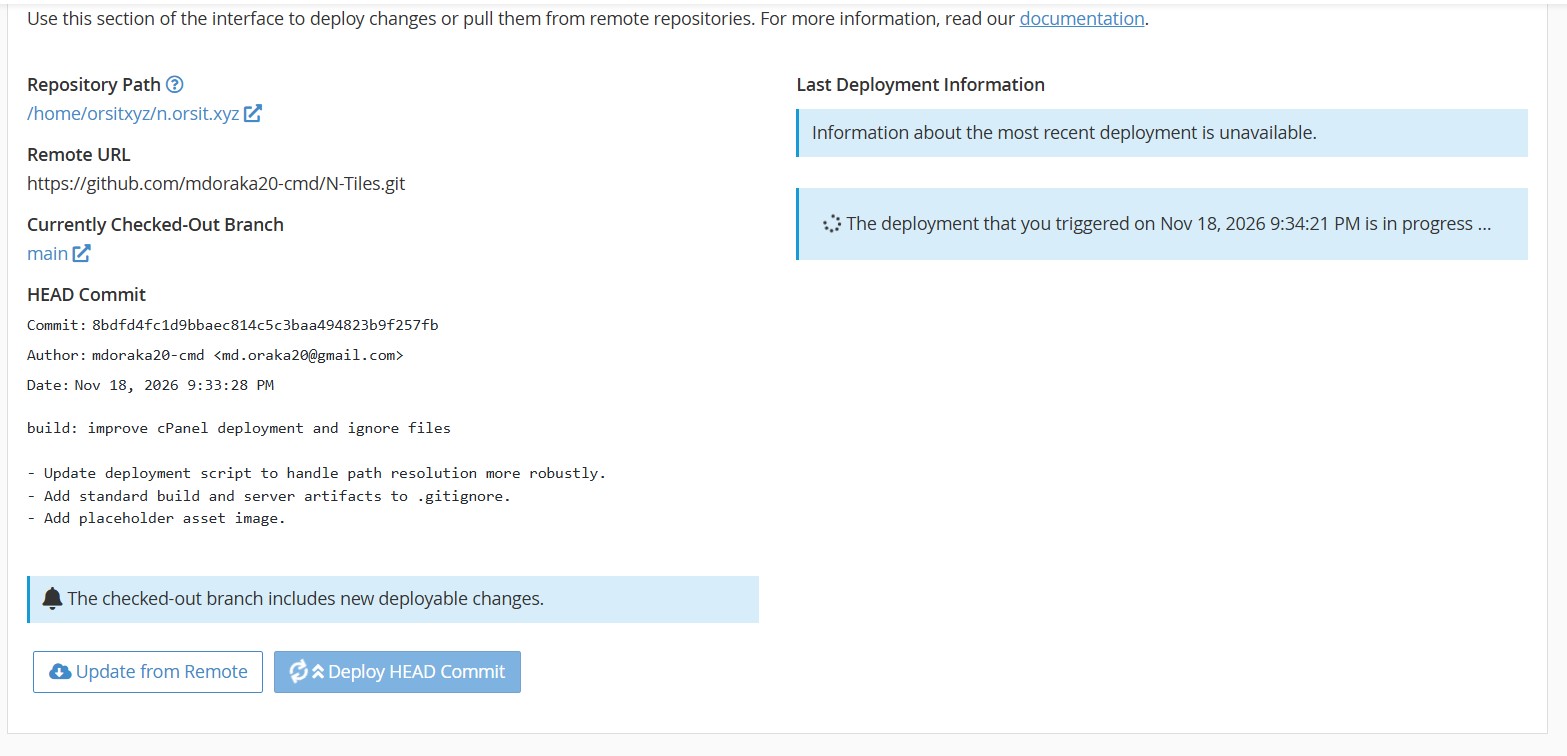 Use this section of the interface to deploy changes or pull them from remote repositories. For more information, read our documentation.
Repository Path
/home/orsitxyz/n.orsit.xyz
Remote URL
https://github.com/mdoraka20-cmd/N-Tiles.git
Currently Checked-Out Branch
main
HEAD Commit
Commit: 8bdfd4fc1d9bbaec814c5c3baa494823b9f257fb
Author: mdoraka20-cmd <md.oraka20@gmail.com>
Date: Nov 18, 2026 9:33:28 PM
build: improve cPanel deployment and ignore files
- Update deployment script to handle path resolution more robustly.
- Add standard build and server artifacts to .gitignore.
- Add placeholder asset image.
The checked-out branch includes new deployable changes.
Update from Remote
Deploy HEAD Commit
Last Deployment Information
Information about the most recent deployment is unavailable.
The deployment that you triggered on Nov 18, 2026 9:34:21 PM is in progress ...